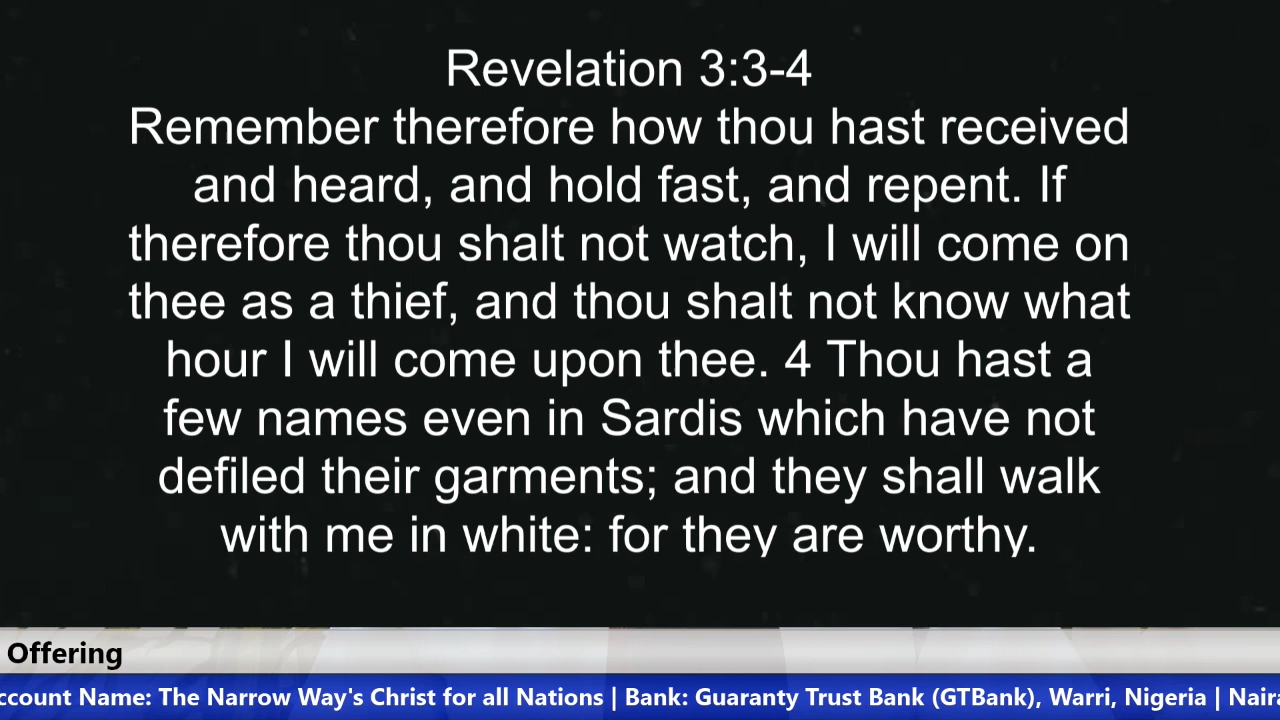 Revelation 3:3-4
Remember therefore how thou hast received
and heard, and hold fast, and repent. If
therefore thou shalt not watch, I will come on
thee as a thief, and thou shalt not know what
hour I will come upon thee. 4 Thou hast a
few names even in Sardis which have not
defiled their garments; and they shall walk
with me in white: for they are worthy.
Offering
ccount Name: The Narrow Way's Christ for all Nations | Bank: Guaranty Trust Bank (GTBank), Warri, Nigeria | Naira